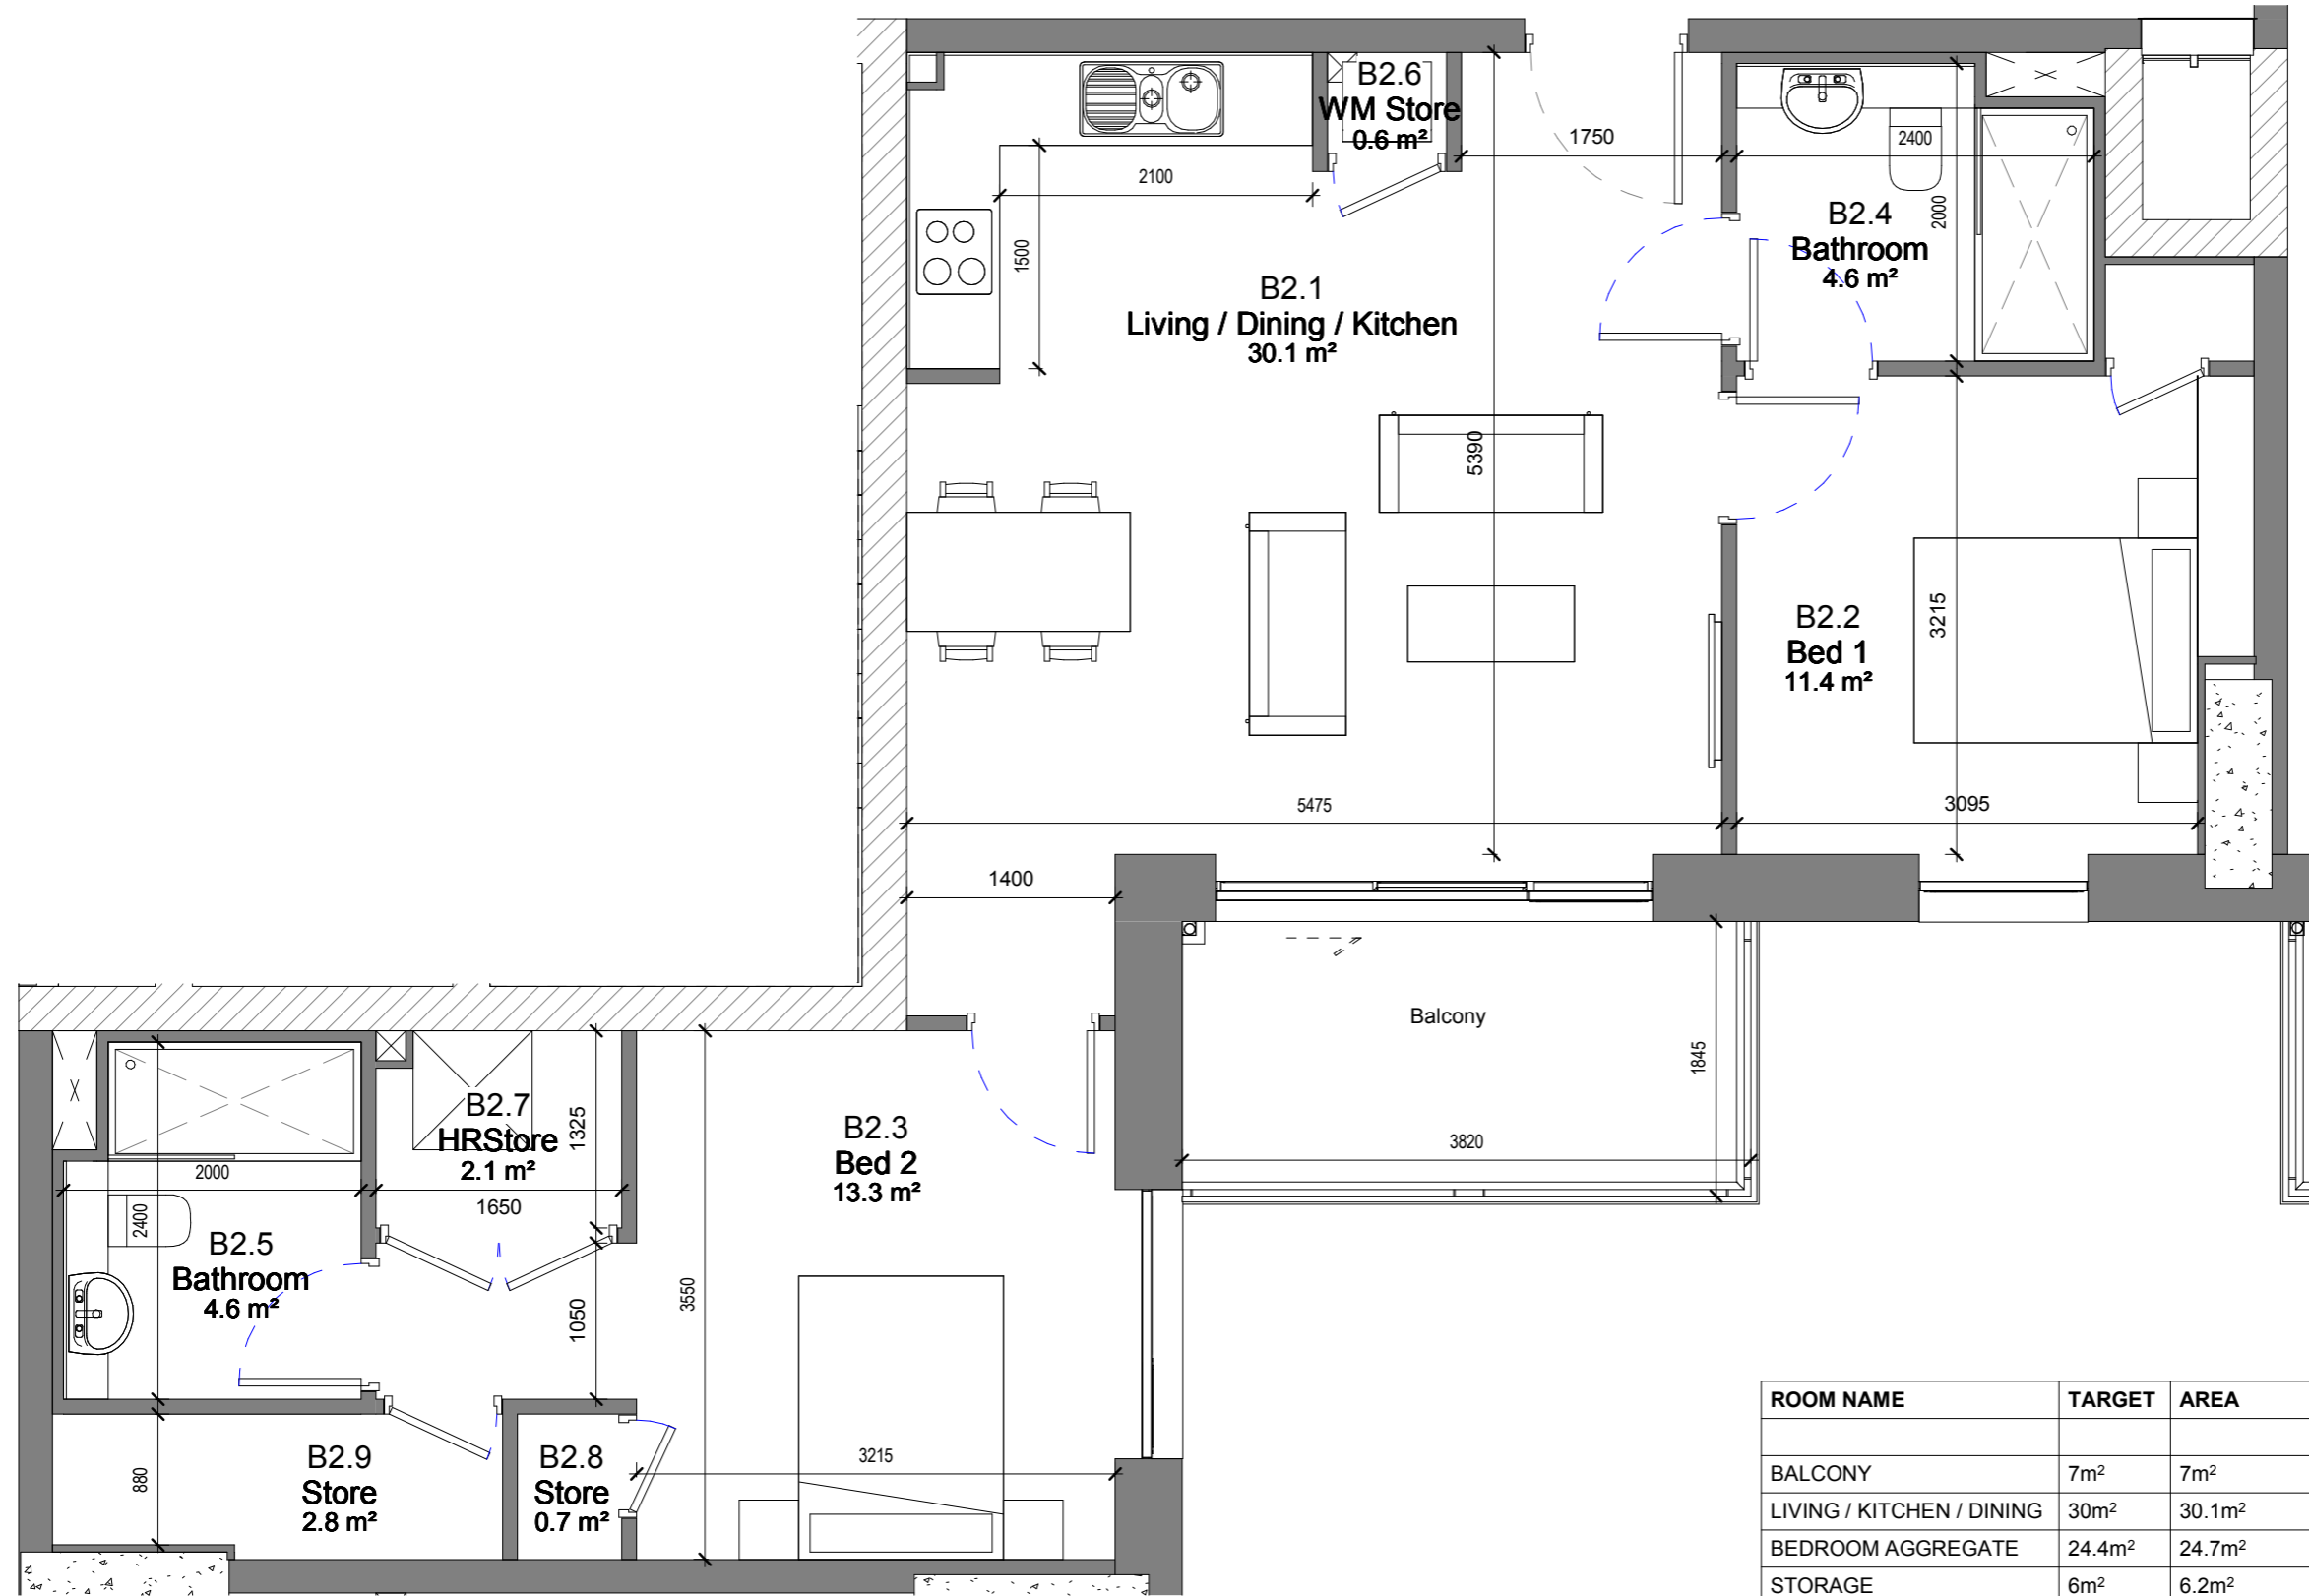 B2.6
WM Store
0.6 m²
1750
2400
2100
B2.4
Bathroom
4.6 m²
2000
1500
B2.1
Living / Dining / Kitchen
30.1 m²
5390
B2.2
Bed 1
11.4 m²
3215
5475
3095
1400
Balcony
1845
3820
B2.7
HRStore
2.1 m²
1325
B2.3
Bed 2
13.3 m²
2000
1650
2400
B2.5
Bathroom
4.6 m²
1050
3550
B2.9
Store
2.8 m²
880
B2.8
Store
0.7 m²
3215
ROOM NAME TARGET AREA
BALCONY 7m² 7m²
LIVING / KITCHEN / DINING 30m² 30.1m²
BEDROOM AGGREGATE 24.4m² 24.7m²
STORAGE 6m² 6.2m²